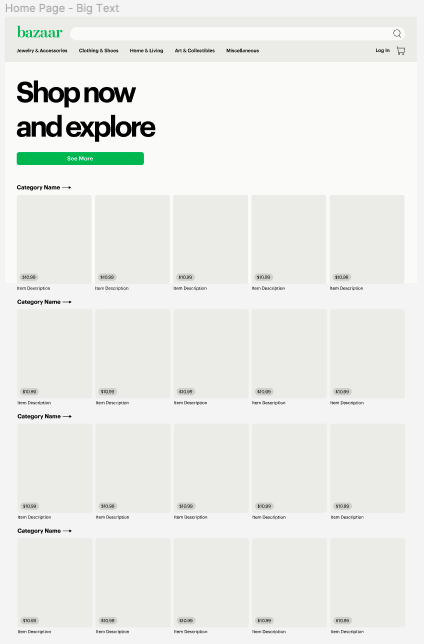 Home Page - Big Text
bazaar
Jewelry & Accessories Clothing & Shoes Home & Living Art & Collectibles Miscellaneous Log In
Shop now
and explore
See More
Category Name →
$10.99 $10.99 $10.99 $10.99 $10.99
Item Description Item Description Item Description Item Description Item Description
Category Name →
$10.99 $10.99 $10.99 $10.99 $10.99
Item Description Item Description Item Description Item Description Item Description
Category Name →
$10.99 $10.99 $10.99 $10.99 $10.99
Item Description Item Description Item Description Item Description Item Description
Category Name →
$10.99 $10.99 $10.99 $10.99 $10.99
Item Description Item Description Item Description Item Description Item Description